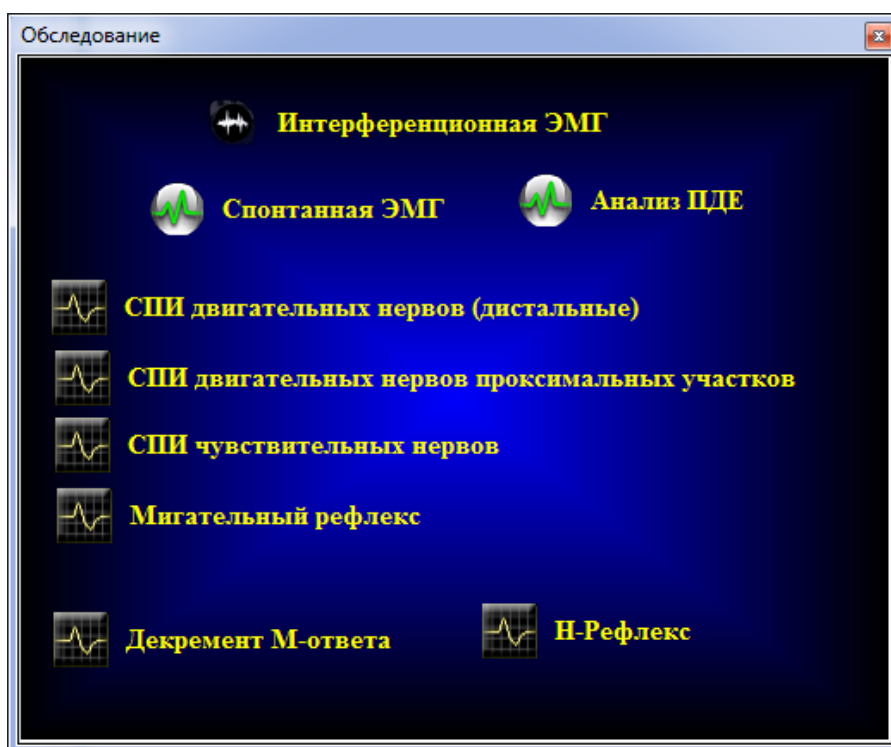 Обследование
Интерференционная ЭМГ
Спонтанная ЭМГ
Анализ ПДЕ
СПИ двигательных нервов (дистальные)
СПИ двигательных нервов проксимальных участков
СПИ чувствительных нервов
Мигательный рефлекс
Декремент М-ответа
Н-Рефлекс